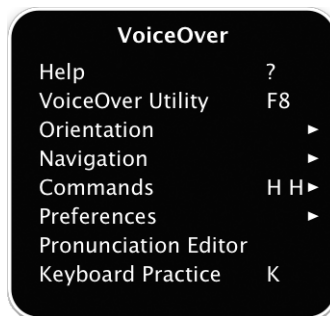 VoiceOver
Help ?
VoiceOver Utility F8
Orientation ►
Navigation ►
Commands H H►
Preferences ►
Pronunciation Editor
Keyboard Practice K